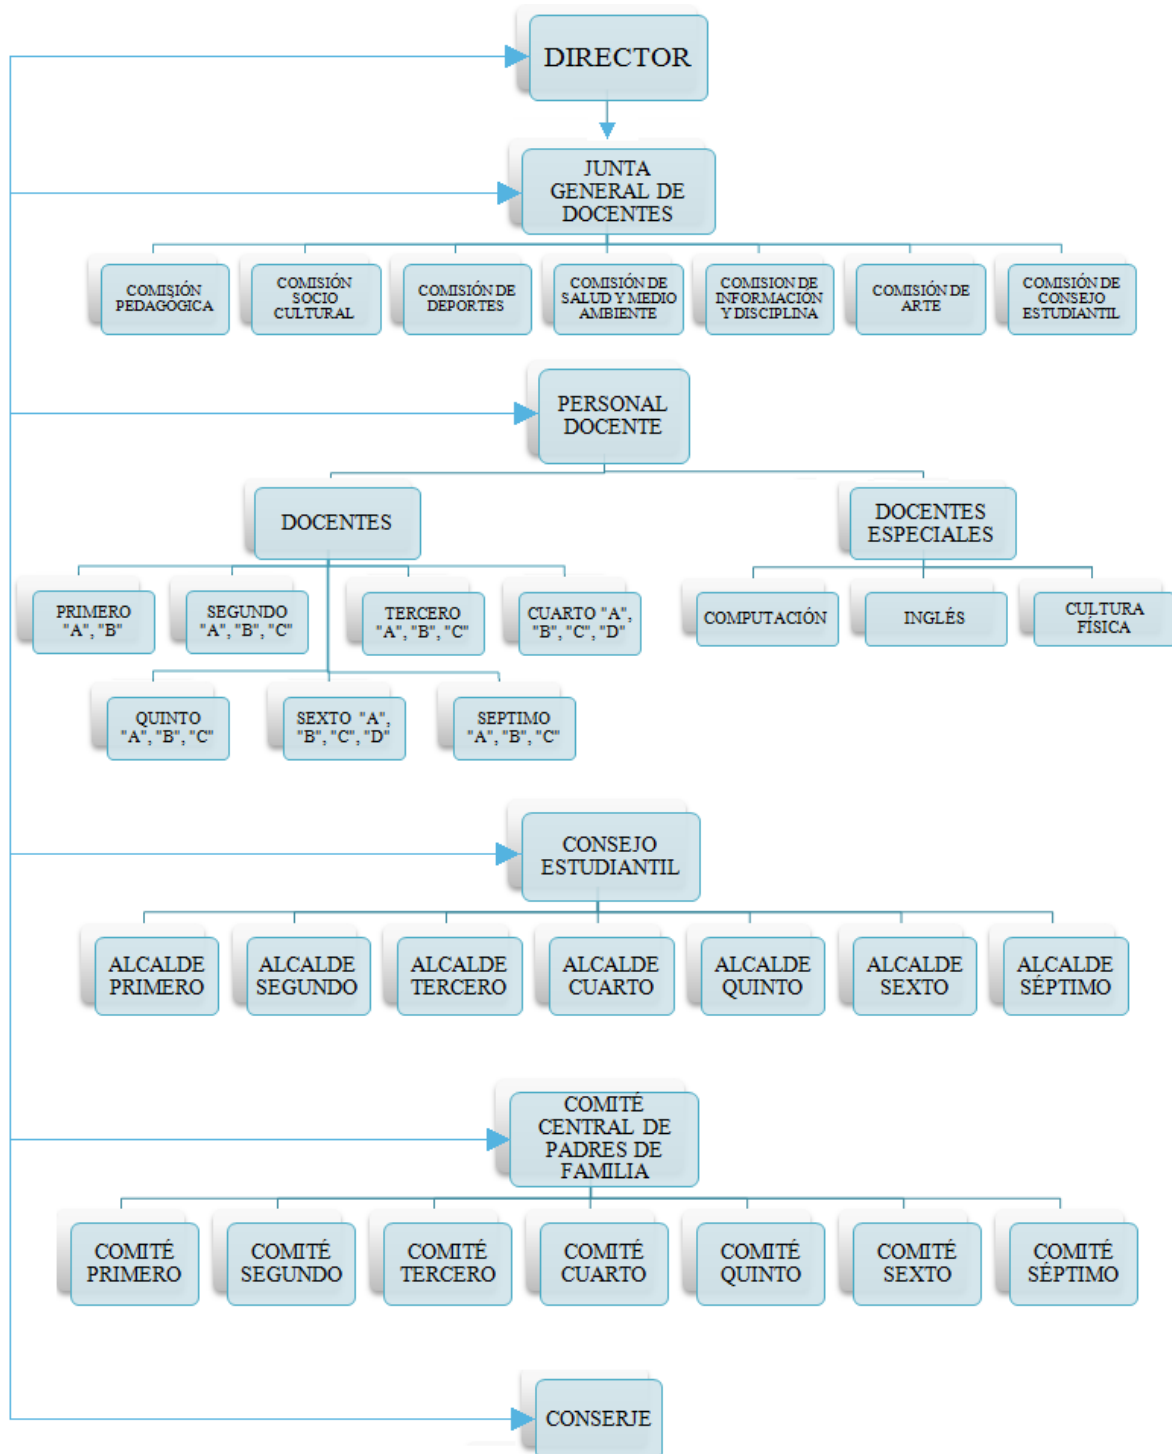 DIRECTOR
JUNTA
GENERAL DE
DOCENTES
COMISIÓN
PEDAGÓGICA
COMISIÓN
SOCIO
CULTURAL
COMISIÓN DE
DEPORTES
COMISIÓN DE
SALUD Y MEDIO
AMBIENTE
COMISION DE
INFORMACIÓN
Y DISCIPLINA
COMISIÓN DE
ARTE
COMISIÓN DE
CONSEJO
ESTUDIANTIL
PERSONAL
DOCENTE
DOCENTES
DOCENTES
ESPECIALES
PRIMERO
"A", "B"
SEGUNDO
"A", "B", "C"
TERCERO
"A", "B", "C"
CUARTO "A",
"B", "C", "D"
COMPUTACIÓN
INGLÉS
CULTURA
FÍSICA
QUINTO
"A", "B", "C"
SEXTO "A",
"B", "C", "D"
SEPTIMO
"A", "B", "C"
CONSEJO
ESTUDIANTIL
ALCALDE
PRIMERO
ALCALDE
SEGUNDO
ALCALDE
TERCERO
ALCALDE
CUARTO
ALCALDE
QUINTO
ALCALDE
SEXTO
ALCALDE
SÉPTIMO
COMITÉ
CENTRAL DE
PADRES DE
FAMILIA
COMITÉ
PRIMERO
COMITÉ
SEGUNDO
COMITÉ
TERCERO
COMITÉ
CUARTO
COMITÉ
QUINTO
COMITÉ
SEXTO
COMITÉ
SÉPTIMO
CONSERJE